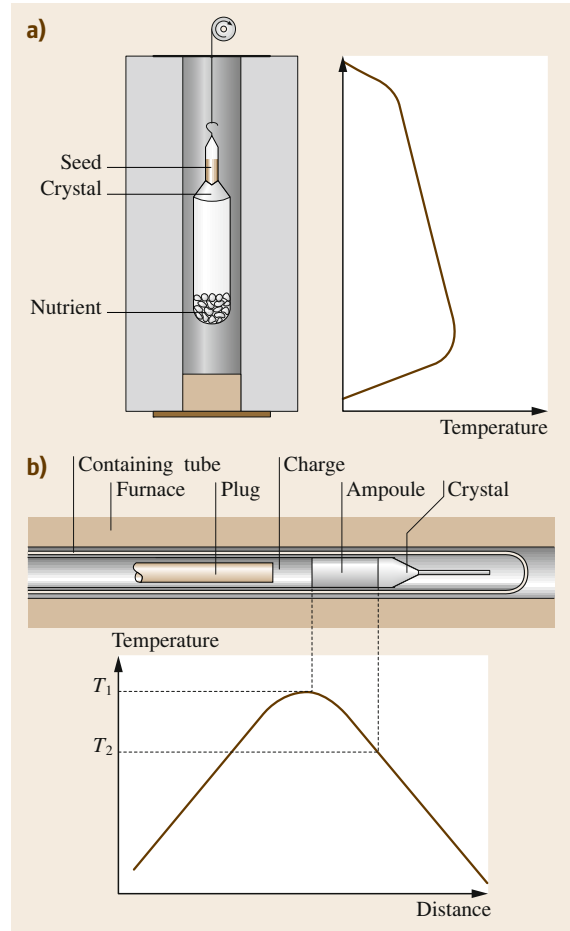 a)
Seed
Crystal
Nutrient
Temperature
b)
Containing tube
Charge
Furnace
Plug
Ampoule
Crystal
Temperature
T1
T2
Distance